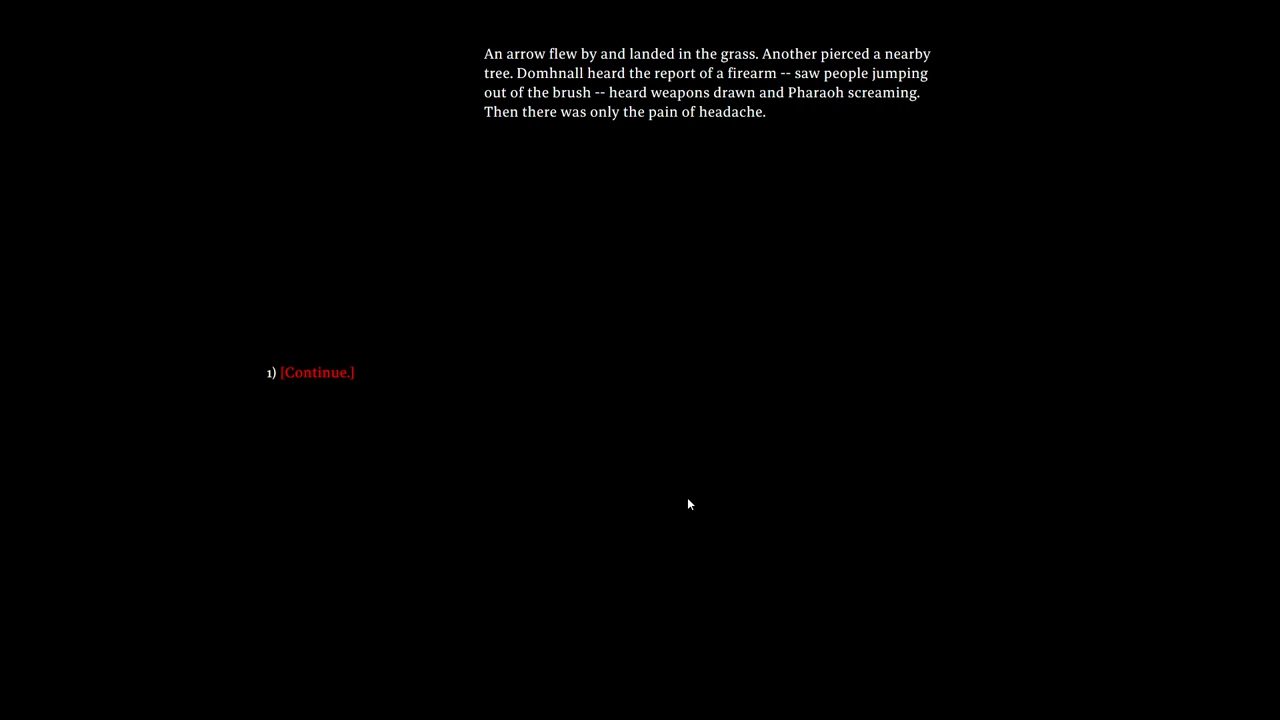 An arrow flew by and landed in the grass. Another pierced a nearby
tree. Domhnall heard the report of a firearm -- saw people jumping
out of the brush -- heard weapons drawn and Pharaoh screaming.
Then there was only the pain of headache.
1) [Continue.]